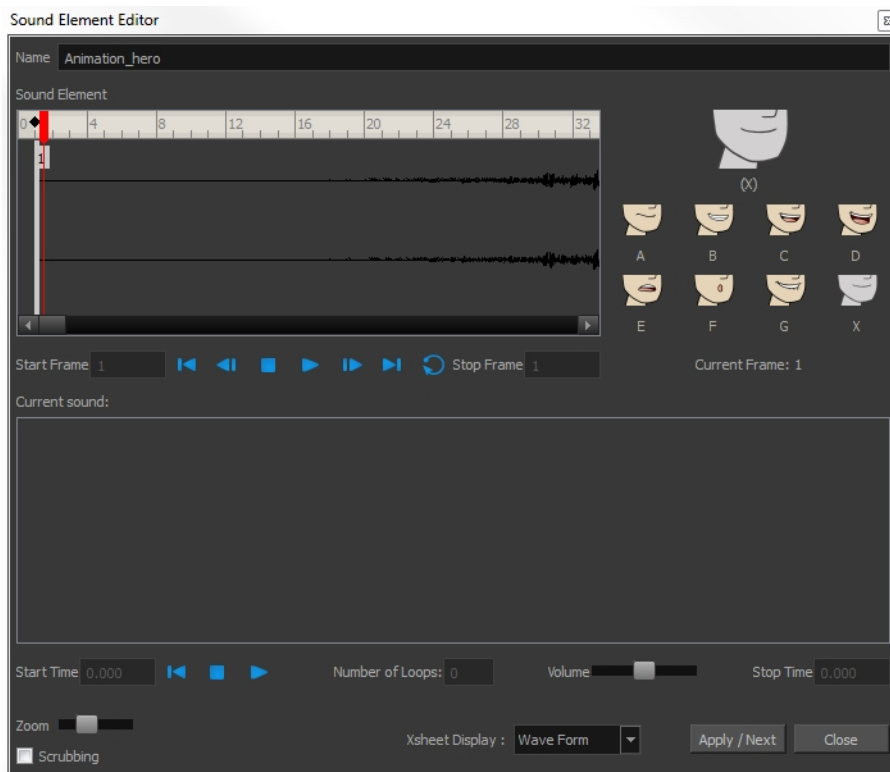 Sound Element Editor
Name Animation_hero
Sound Element
0 4 8 12 16 20 24 28 32
1
(X)
A B C D
E F G X
Start Frame 1 Stop Frame 1 Current Frame: 1
Current sound:
Start Time 0.000 Number of Loops: 0 Volume Stop Time 0.000
Zoom
Xsheet Display : Wave Form Apply / Next Close
Scrubbing